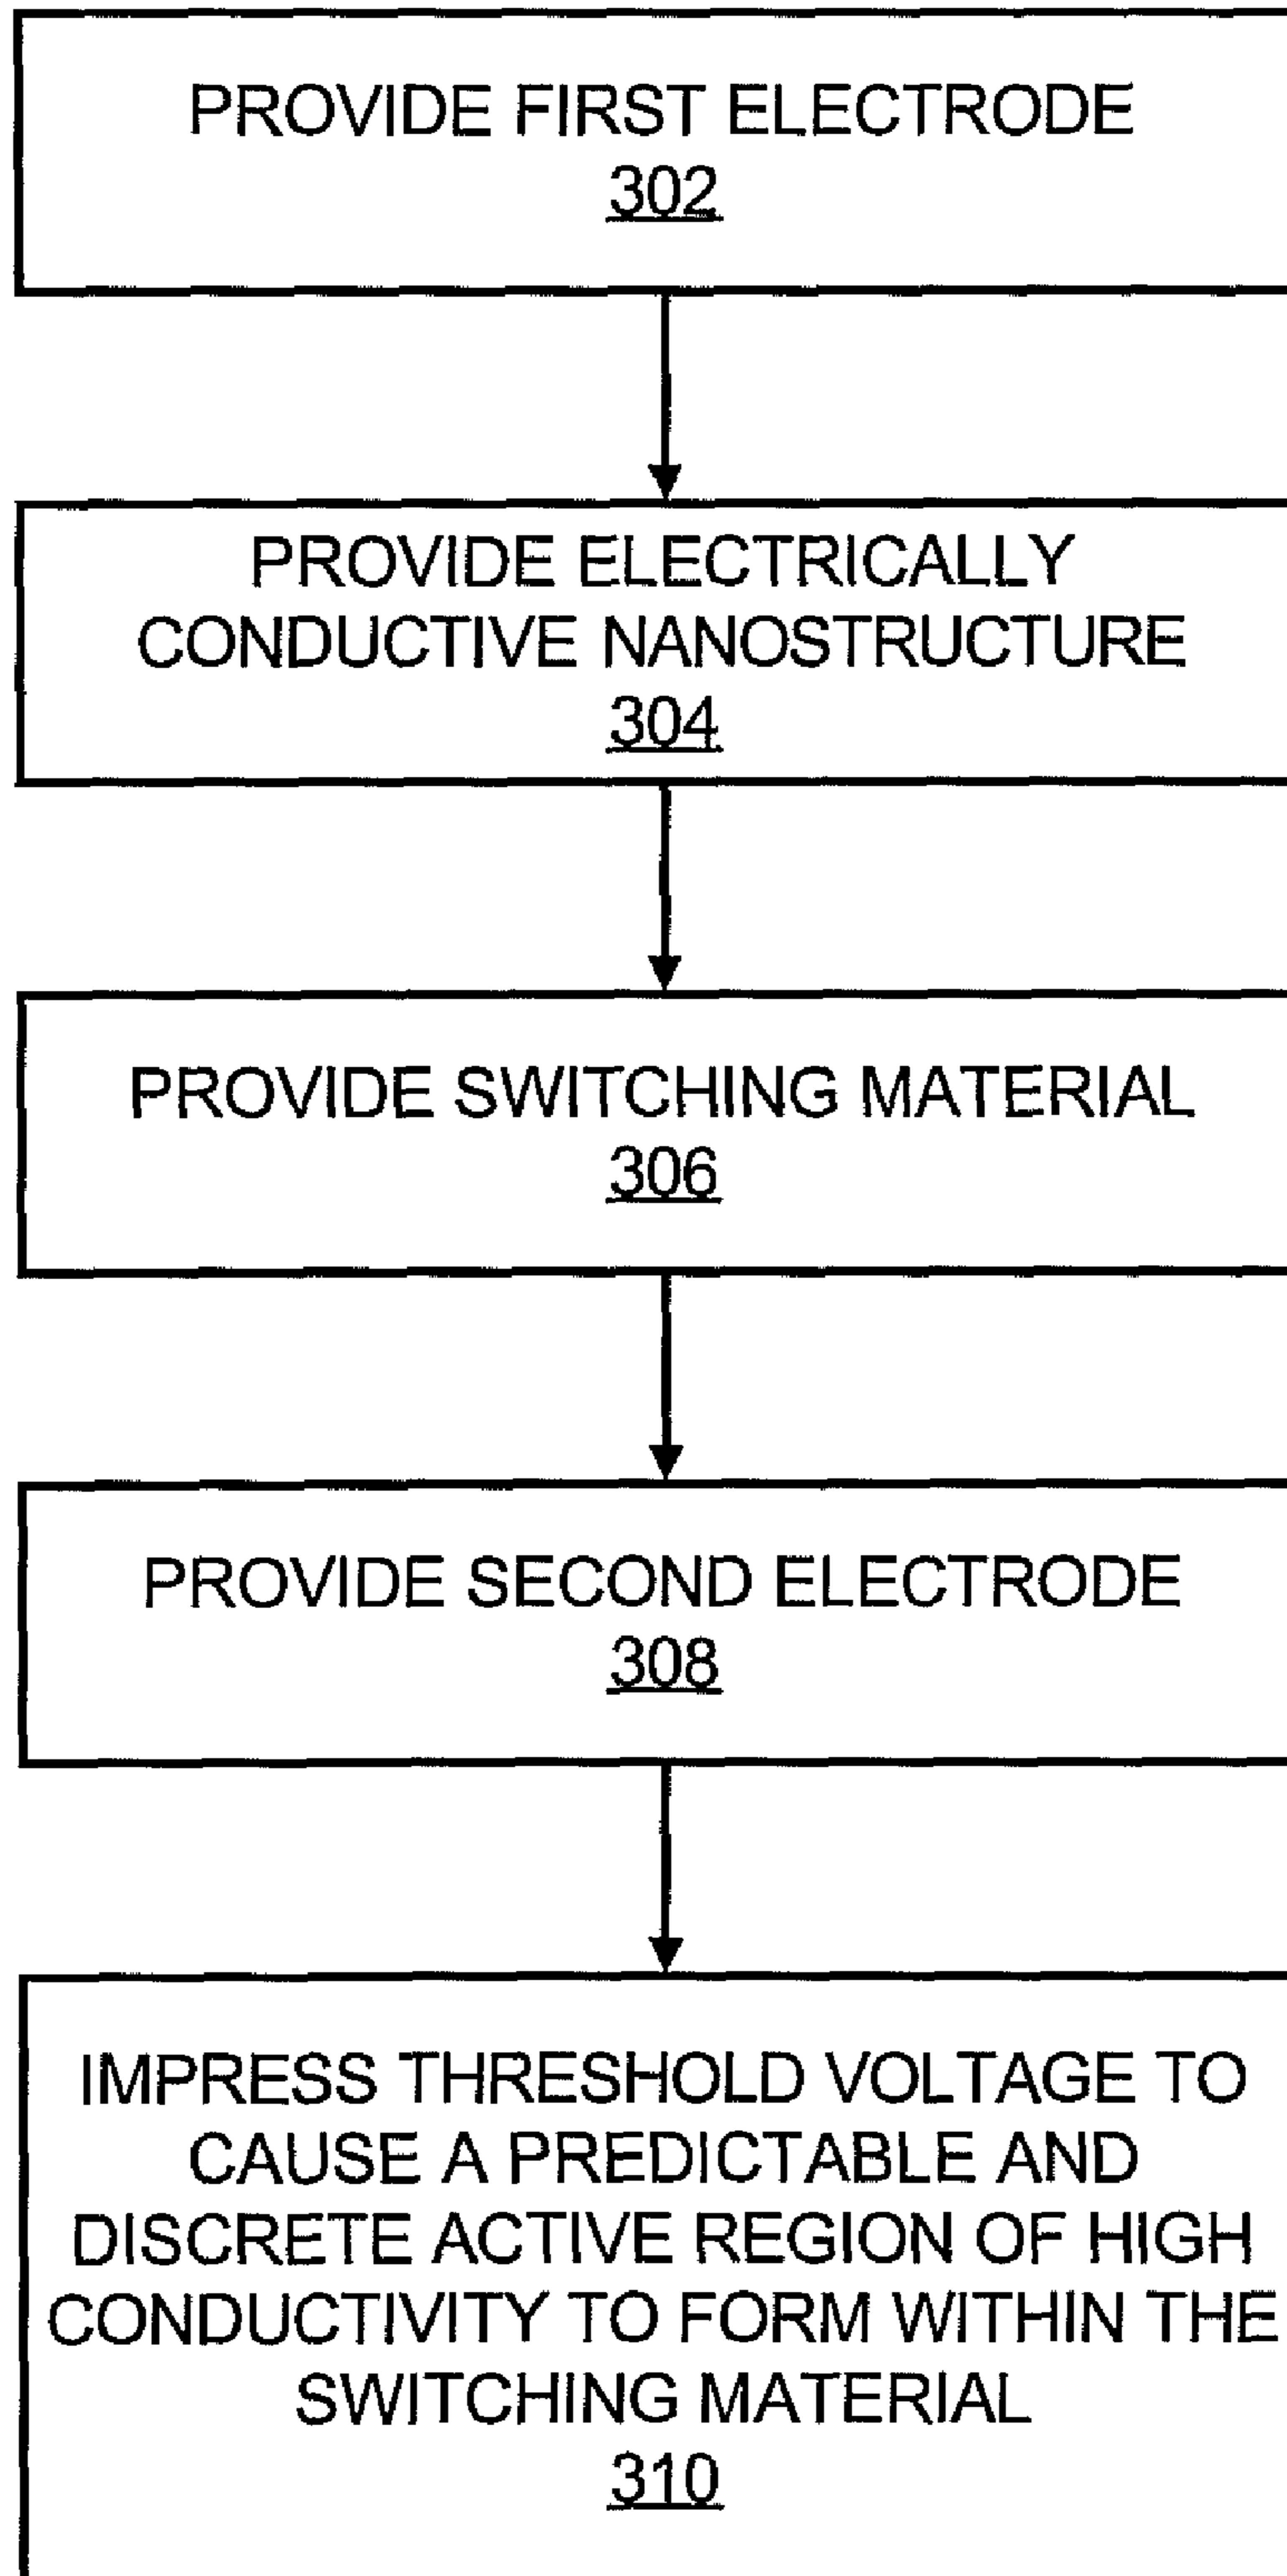 PROVIDE FIRST ELECTRODE
302
PROVIDE ELECTRICALLY
CONDUCTIVE NANOSTRUCTURE
304
PROVIDE SWITCHING MATERIAL
306
PROVIDE SECOND ELECTRODE
308
IMPRESS THRESHOLD VOLTAGE TO
CAUSE A PREDICTABLE AND
DISCRETE ACTIVE REGION OF HIGH
CONDUCTIVITY TO FORM WITHIN THE
SWITCHING MATERIAL
310